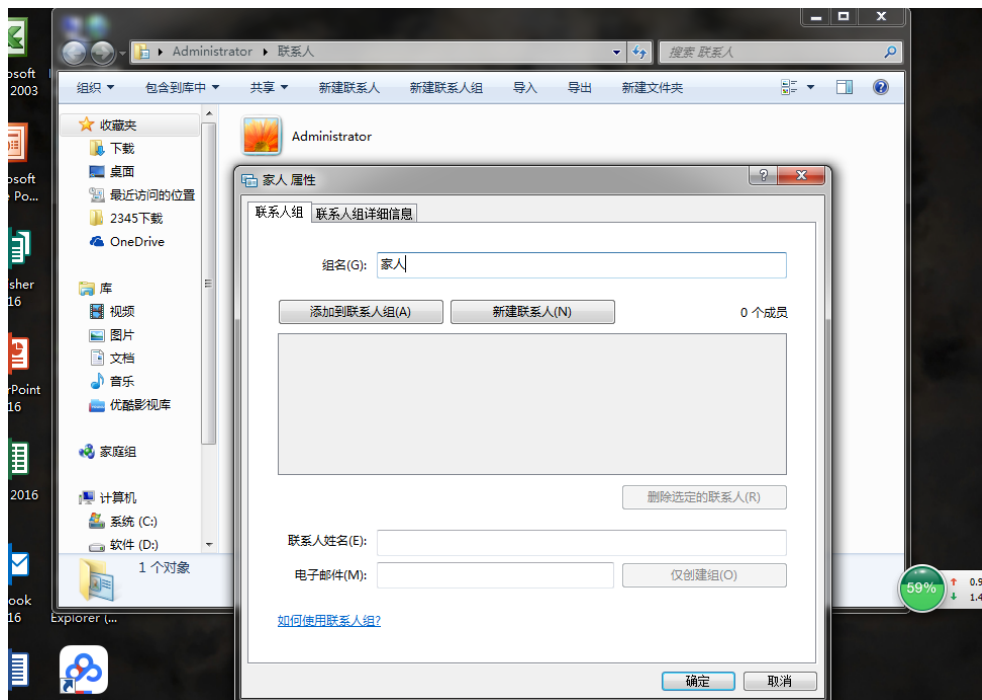 Administrator ▸ 联系人
搜索 联系人
组织
包含到库中
共享
新建联系人
新建联系人组
导入
导出
新建文件夹
osoft
2003
osoft
Po...
sher
16
rPoint
16
2016
ook
16
收藏夹
下载
桌面
最近访问的位置
2345下载
OneDrive
库
视频
图片
文档
音乐
优酷影视库
家庭组
计算机
系统 (C:)
软件 (D:)
1 个对象
Explorer (...
Administrator
家人 属性
联系人组
联系人组详细信息
组名(G):
家人
添加到联系人组(A)
新建联系人(N)
0 个成员
删除选定的联系人(R)
联系人姓名(E):
电子邮件(M):
仅创建组(O)
如何使用联系人组?
确定
取消
59%
0.9
1.4